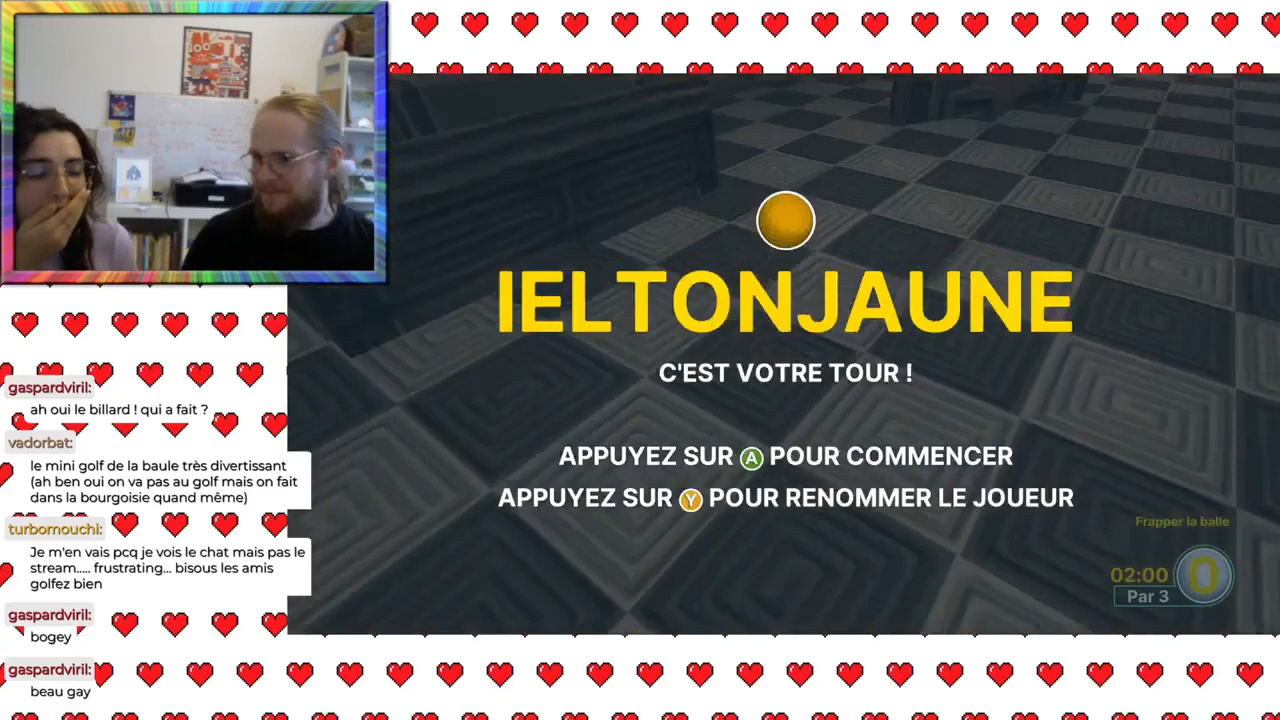 IELTONJAUNE
C'EST VOTRE TOUR !
APPUYEZ SUR A POUR COMMENCER
APPUYEZ SUR Y POUR RENOMMER LE JOUEUR
Frapper la balle
02:00
0
Par 3
gaspardviril:
ah oui le billard ! qui a fait ?
vadorbat:
le mini golf de la baule très divertissant
(ah ben oui on va pas au golf mais on fait
dans la bourgoisie quand même)
turbomouchi:
Je m'en vais pcq je vois le chat mais pas le
stream..... frustrating... bisous les amis
golfez bien
gaspardviril:
bogey
gaspardviril:
beau gay